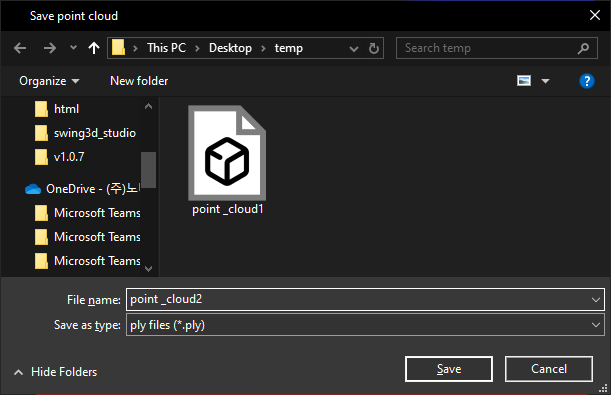 Save point cloud
This PC
Desktop
temp
Search temp
Organize
New folder
html
swing3d_studio
v1.0.7
OneDrive - (주)노
Microsoft Teams
Microsoft Teams
Microsoft Teams
point _cloud1
File name: point _cloud2
Save as type: ply files (*.ply)
Hide Folders
Save
Cancel